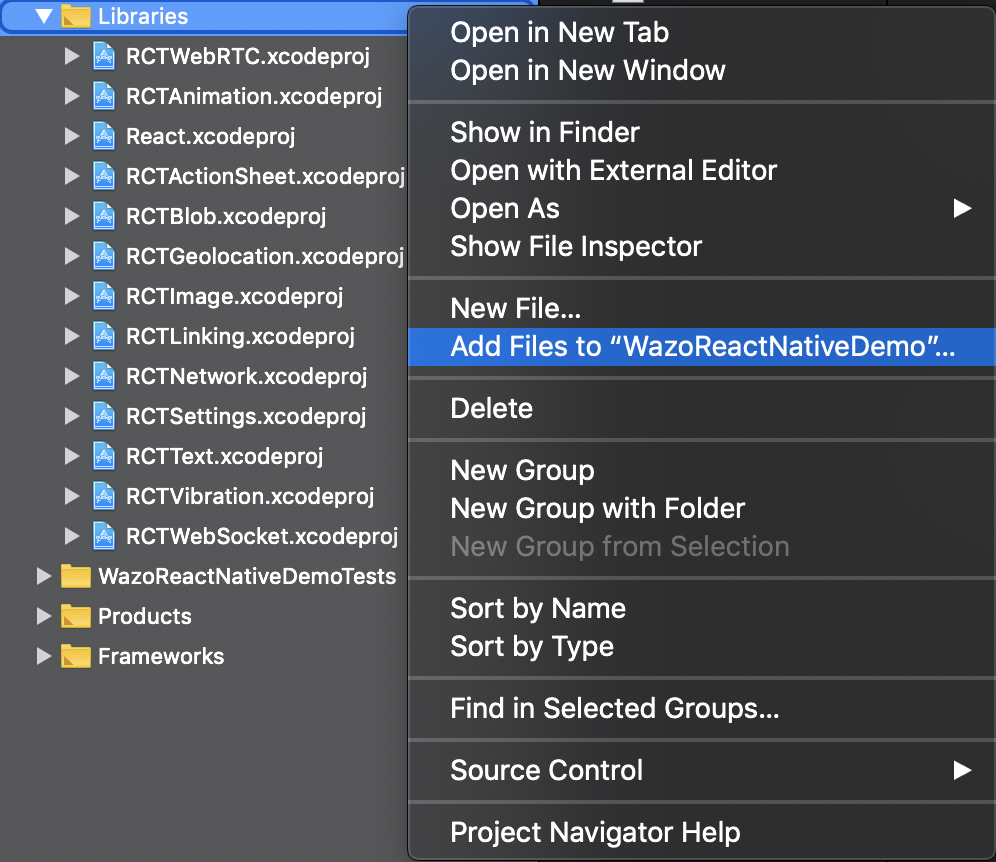 Libraries
RCTWebRTC.xcodeproj
RCTAnimation.xcodeproj
React.xcodeproj
RCTActionSheet.xcodeproj
RCTBlob.xcodeproj
RCTGeolocation.xcodeproj
RCTImage.xcodeproj
RCTLinking.xcodeproj
RCTNetwork.xcodeproj
RCTSettings.xcodeproj
RCTText.xcodeproj
RCTVibration.xcodeproj
RCTWebSocket.xcodeproj
WazoReactNativeDemoTests
Products
Frameworks
Open in New Tab
Open in New Window
Show in Finder
Open with External Editor
Open As
Show File Inspector
New File...
Add Files to “WazoReactNativeDemo”...
Delete
New Group
New Group with Folder
New Group from Selection
Sort by Name
Sort by Type
Find in Selected Groups...
Source Control
Project Navigator Help